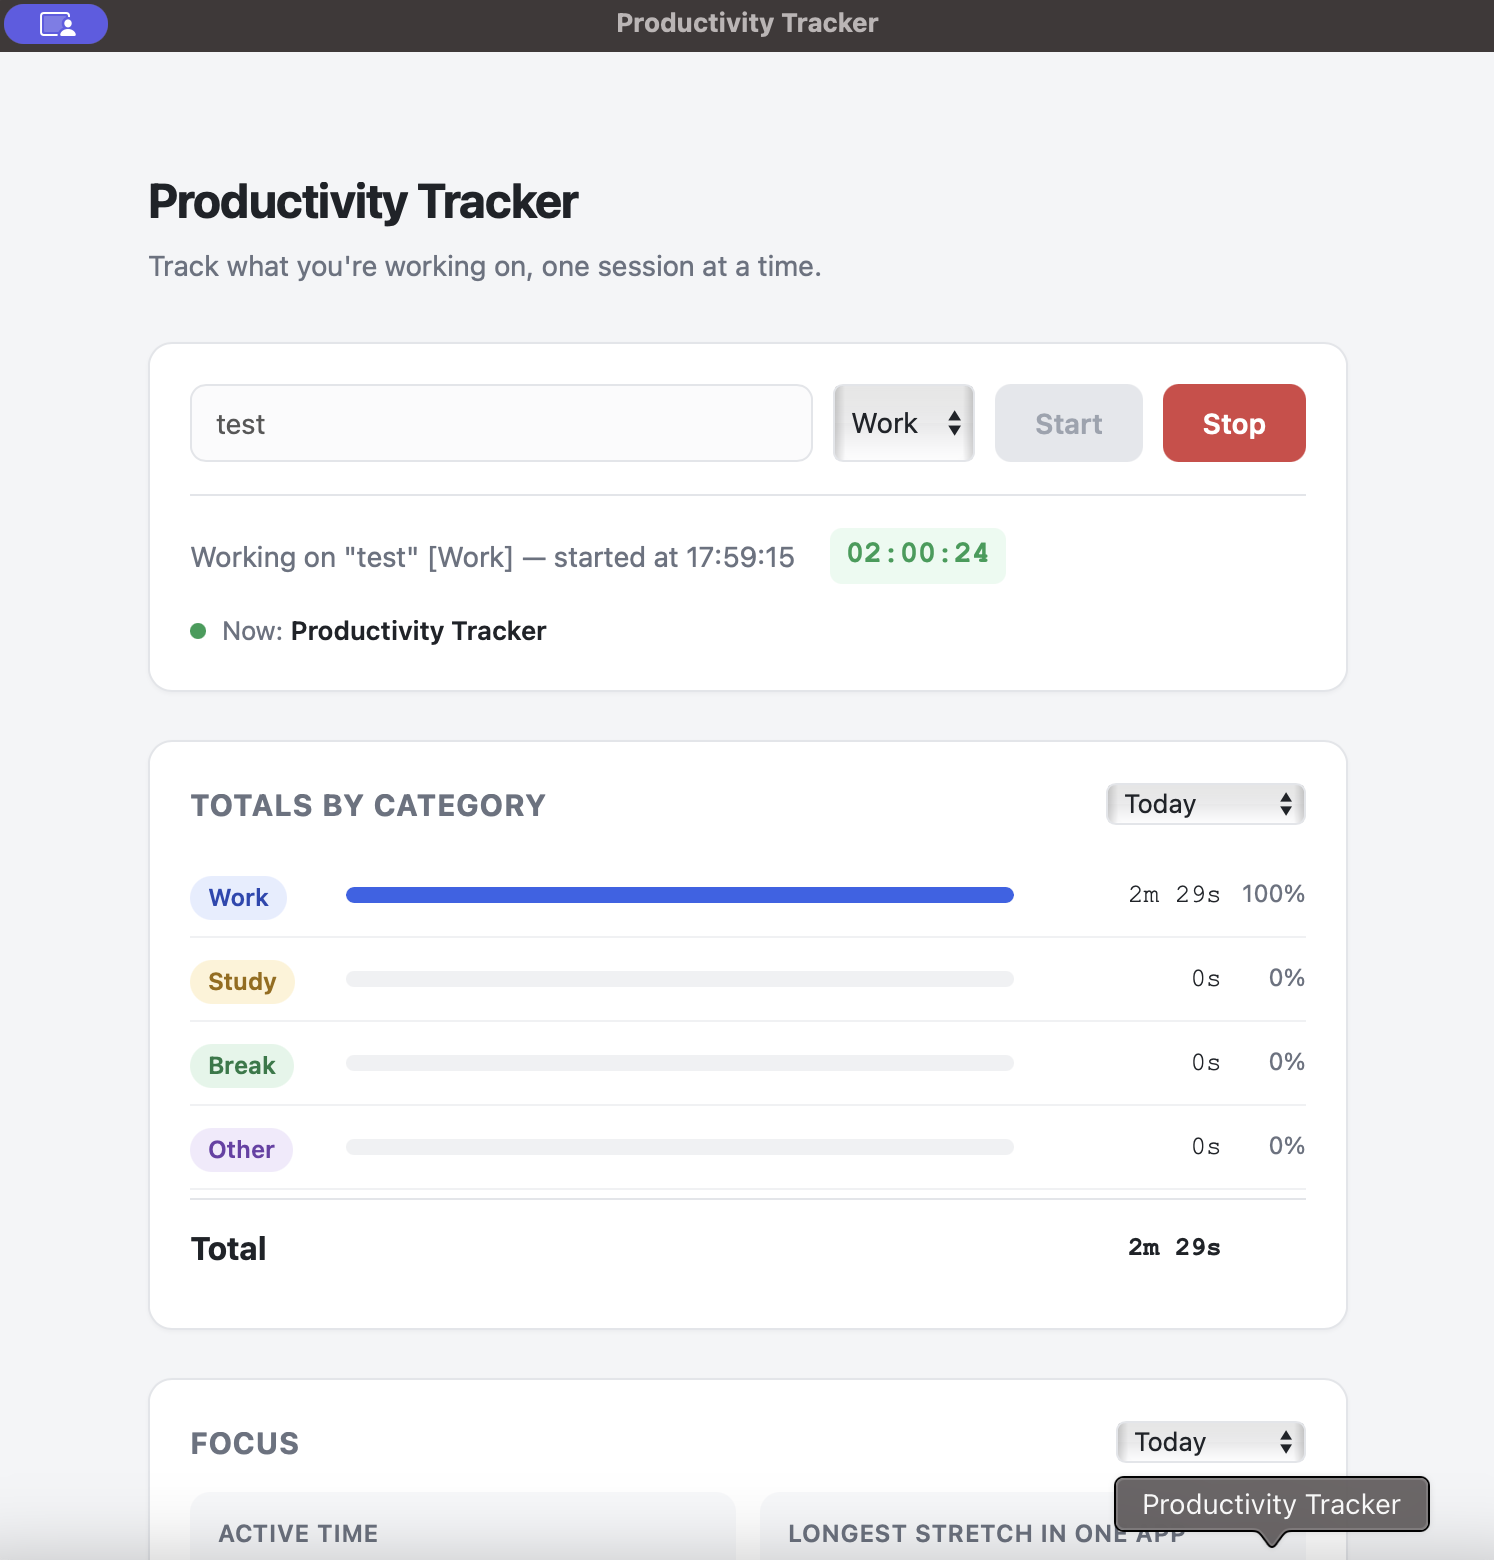 Productivity Tracker
Productivity Tracker
Track what you're working on, one session at a time.
test
Work
Start
Stop
Working on "test" [Work] — started at 17:59:15
02:00:24
Now: Productivity Tracker
TOTALS BY CATEGORY
Today
Work 2m 29s 100%
Study 0s 0%
Break 0s 0%
Other 0s 0%
Total 2m 29s
FOCUS
Today
Productivity Tracker
ACTIVE TIME
LONGEST STRETCH IN ONE APP